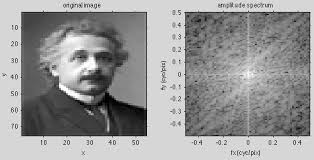 original image
amplitude spectrum
y
10
20
30
40
50
60
70
10 20 30 40 50
x
fy [cyc/pix]
0.5
0.4
0.3
0.2
0.1
0
-0.1
-0.2
-0.3
-0.4
-0.4 -0.2 0 0.2 0.4
fx [cyc/pix]